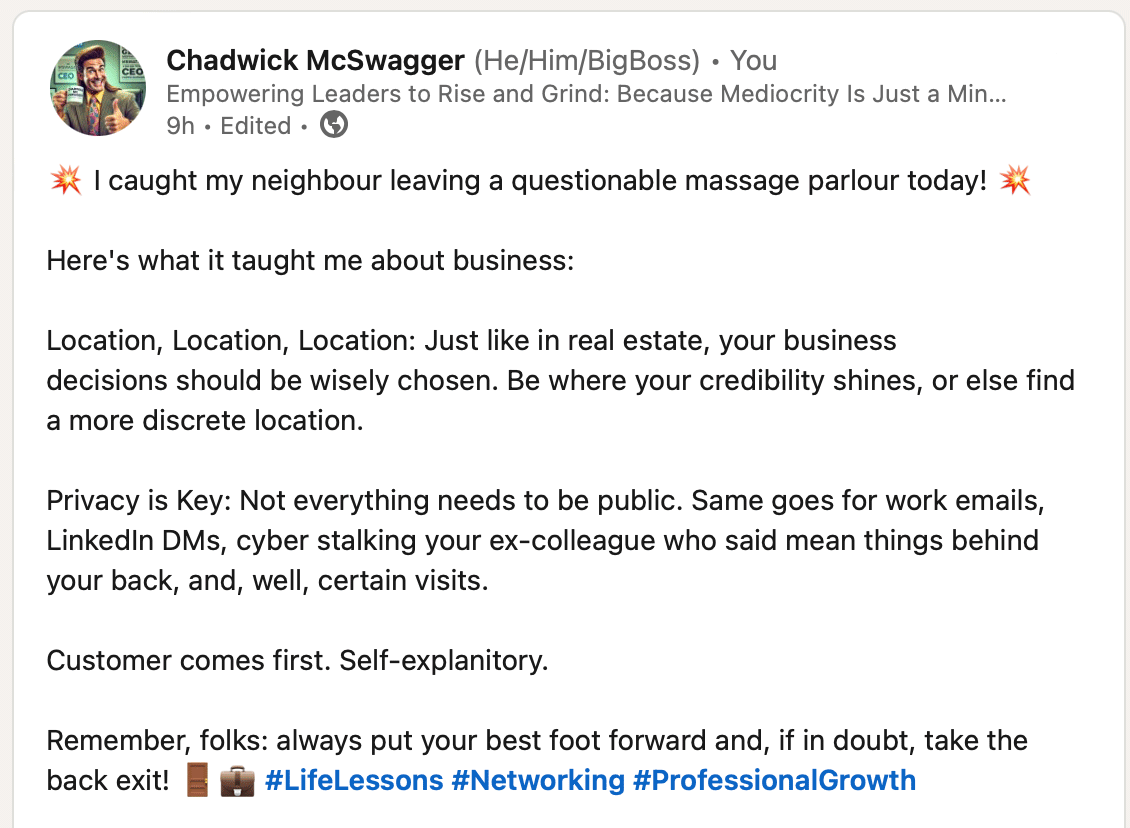 Chadwick McSwagger (He/Him/BigBoss) • You
Empowering Leaders to Rise and Grind: Because Mediocrity Is Just a Min...
9h • Edited •
💥 I caught my neighbour leaving a questionable massage parlour today! 💥
Here's what it taught me about business:
Location, Location, Location: Just like in real estate, your business
decisions should be wisely chosen. Be where your credibility shines, or else find
a more discrete location.
Privacy is Key: Not everything needs to be public. Same goes for work emails,
LinkedIn DMs, cyber stalking your ex-colleague who said mean things behind
your back, and, well, certain visits.
Customer comes first. Self-explanitory.
Remember, folks: always put your best foot forward and, if in doubt, take the
back exit! 🚪💼 #LifeLessons #Networking #ProfessionalGrowth
CEO
CEO